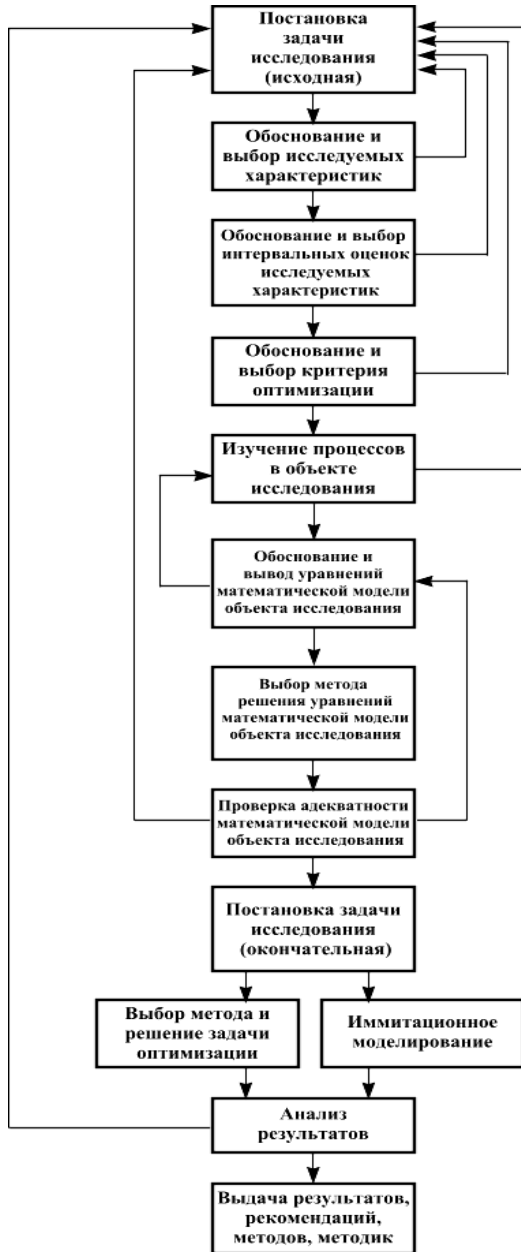 Постановка
задачи
исследования
(исходная)
Обоснование и
выбор исследуемых
характеристик
Обоснование и выбор
интервальных оценок
исследуемых
характеристик
Обоснование и
выбор критерия
оптимизации
Изучение процессов
в объекте
исследования
Обоснование и
вывод уравнений
математической модели
объекта исследования
Выбор метода
решения уравнений
математической модели
объекта исследования
Проверка адекватности
математической модели
объекта исследования
Постановка задачи
исследования
(окончательная)
Выбор метода и
решение задачи
оптимизации
Иммитационное
моделирование
Анализ
результатов
Выдача результатов,
рекомендаций,
методов, методик